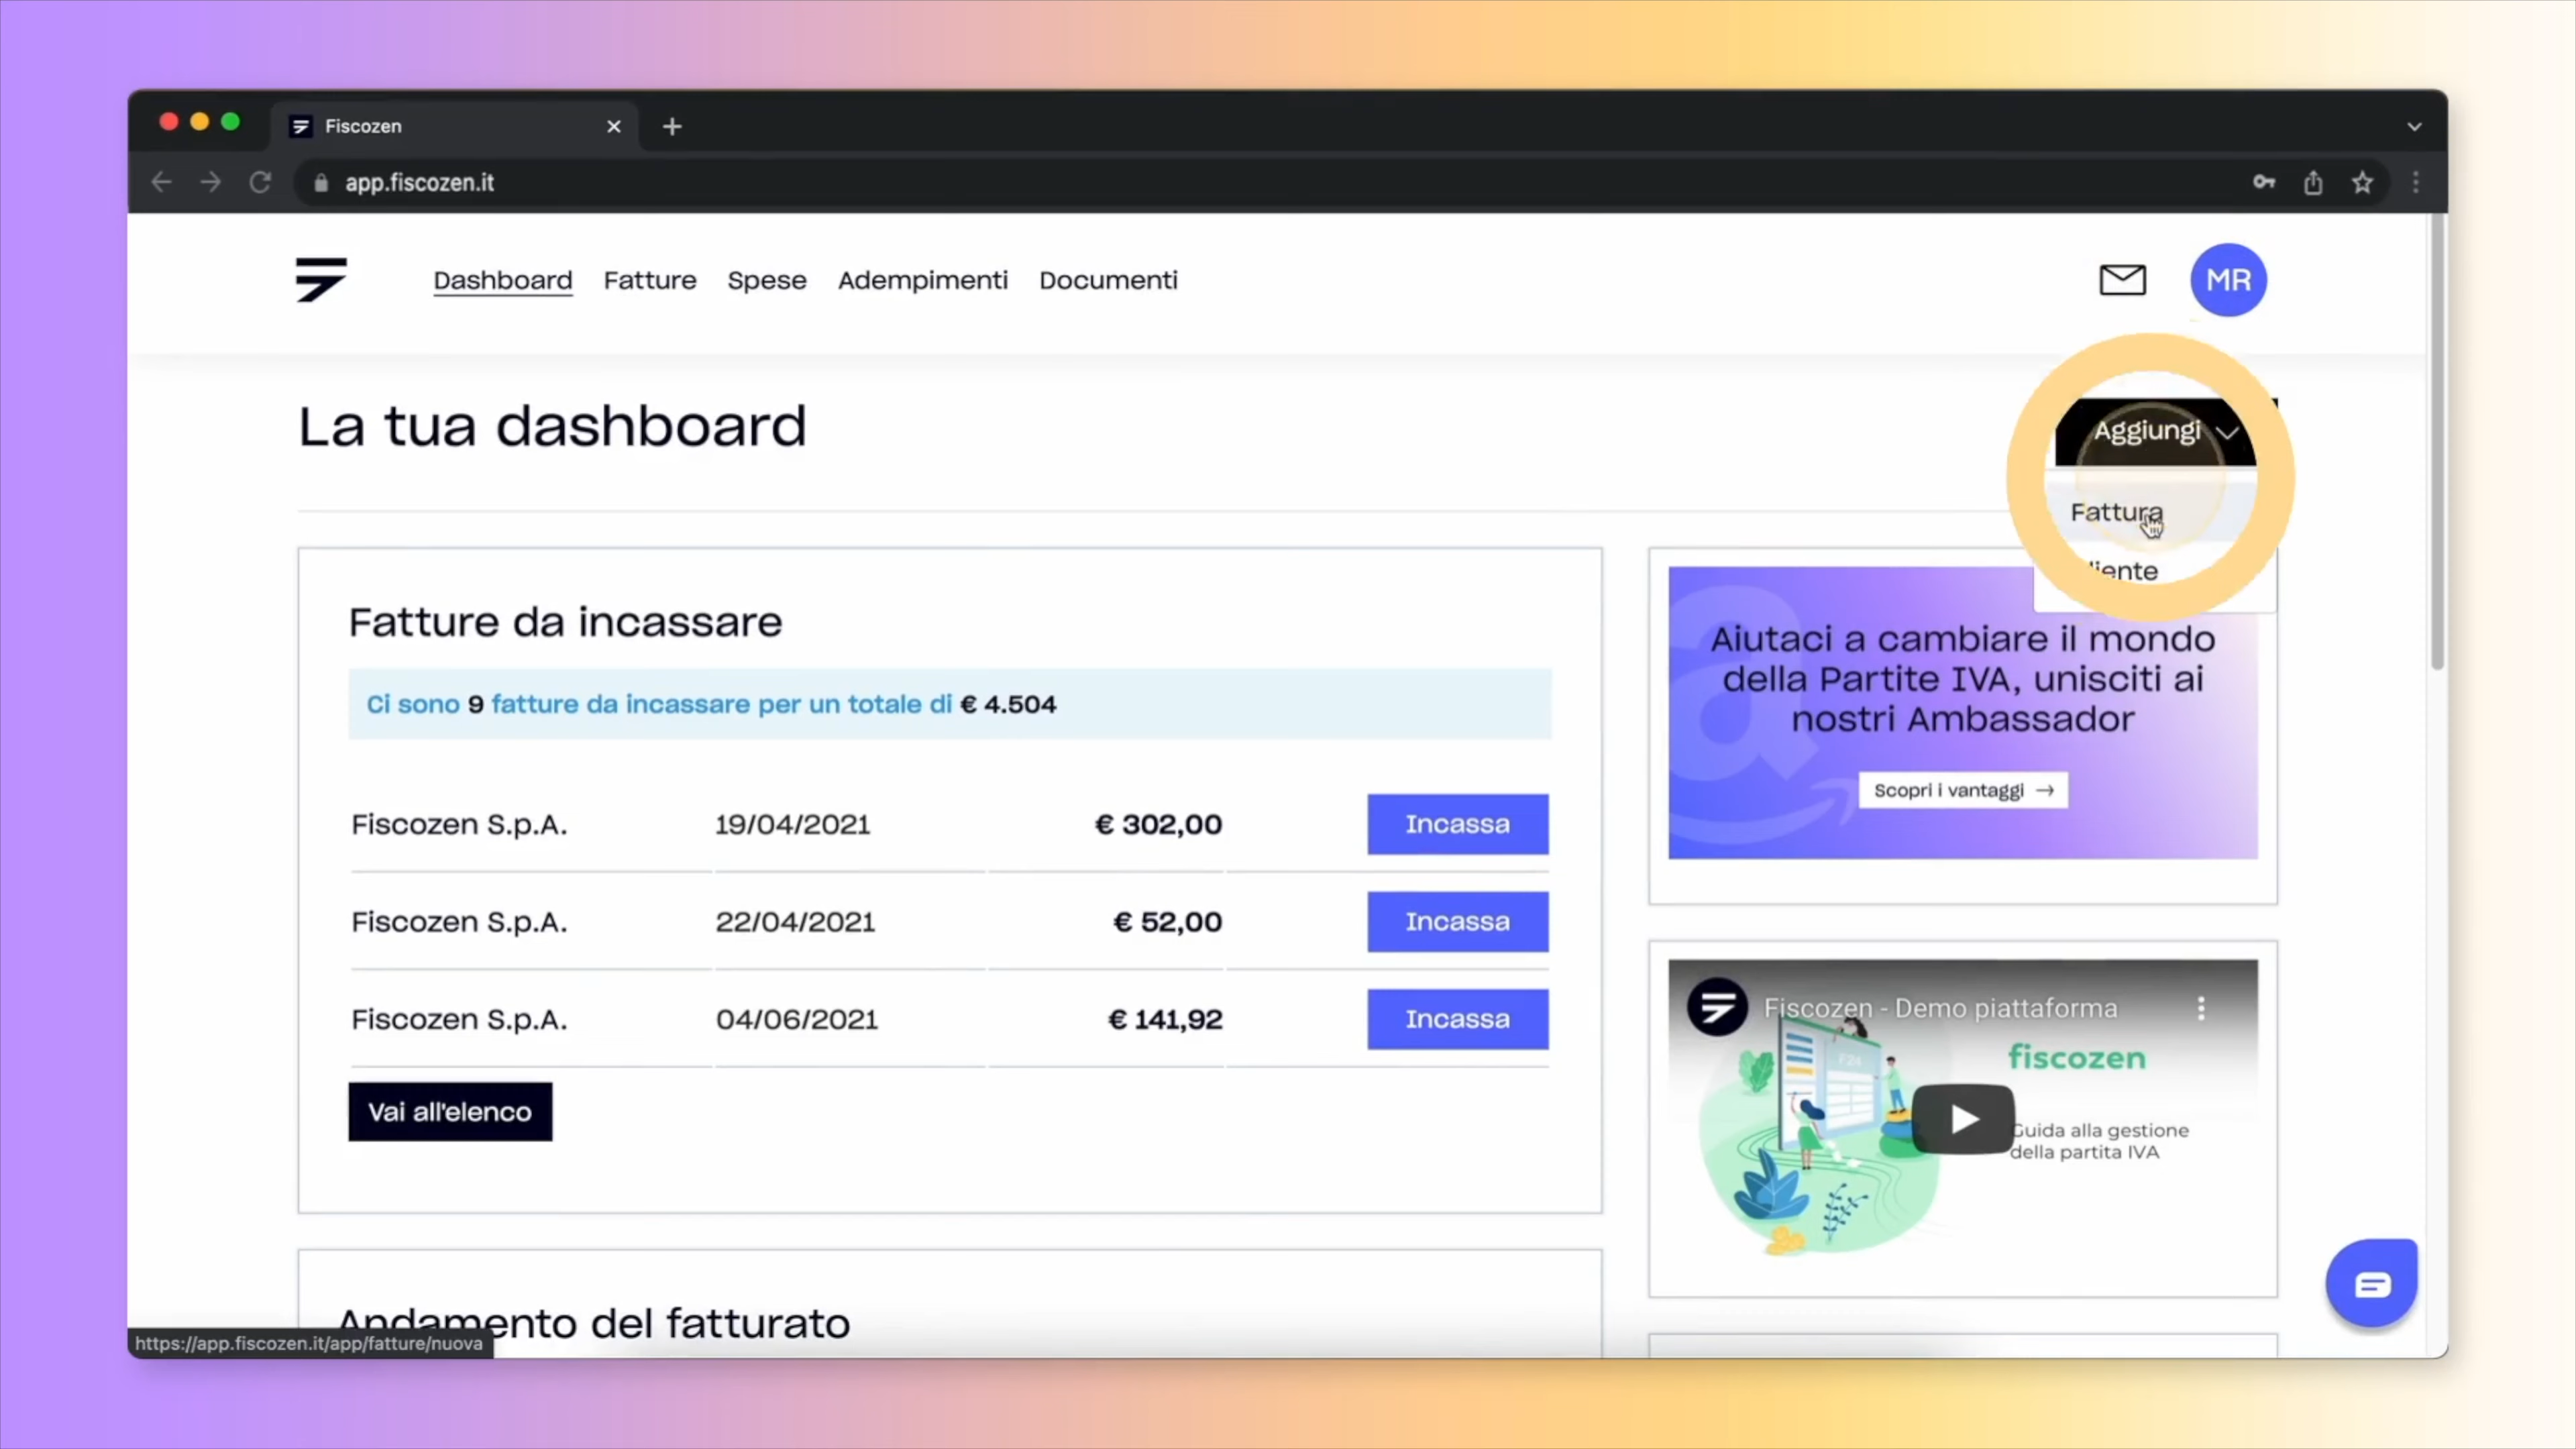 Fiscozen
app.fiscozen.it
Dashboard Fatture Spese Adempimenti Documenti
MR
La tua dashboard
Aggiungi
Fattura
Fatture da incassare
Ci sono 9 fatture da incassare per un totale di € 4.504
Fiscozen S.p.A. 19/04/2021 € 302,00 Incassa
Fiscozen S.p.A. 22/04/2021 € 52,00 Incassa
Fiscozen S.p.A. 04/06/2021 € 141,92 Incassa
Vai all'elenco
Aiutaci a cambiare il mondo
della Partite IVA, unisciti ai
nostri Ambassador
Scopri i vantaggi →
Fiscozen - Demo piattaforma
F24
fiscozen
Guida alla gestione
della partita IVA
Andamento del fatturato
https://app.fiscozen.it/app/fatture/nuova